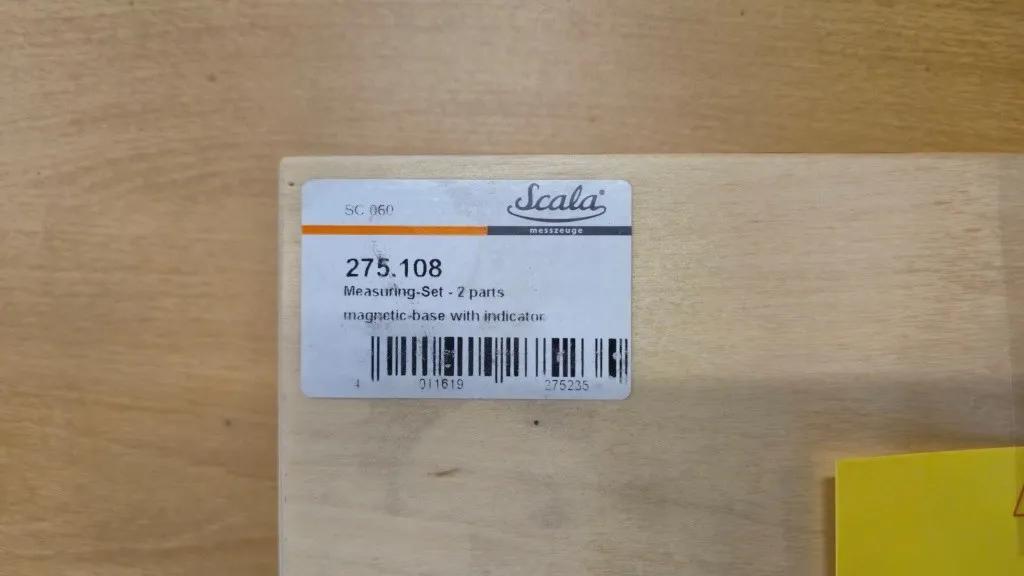 SC 060
Scala
messzeuge
275.108
Measuring-Set - 2 parts
magnetic-base with indicator
4 011619 275235